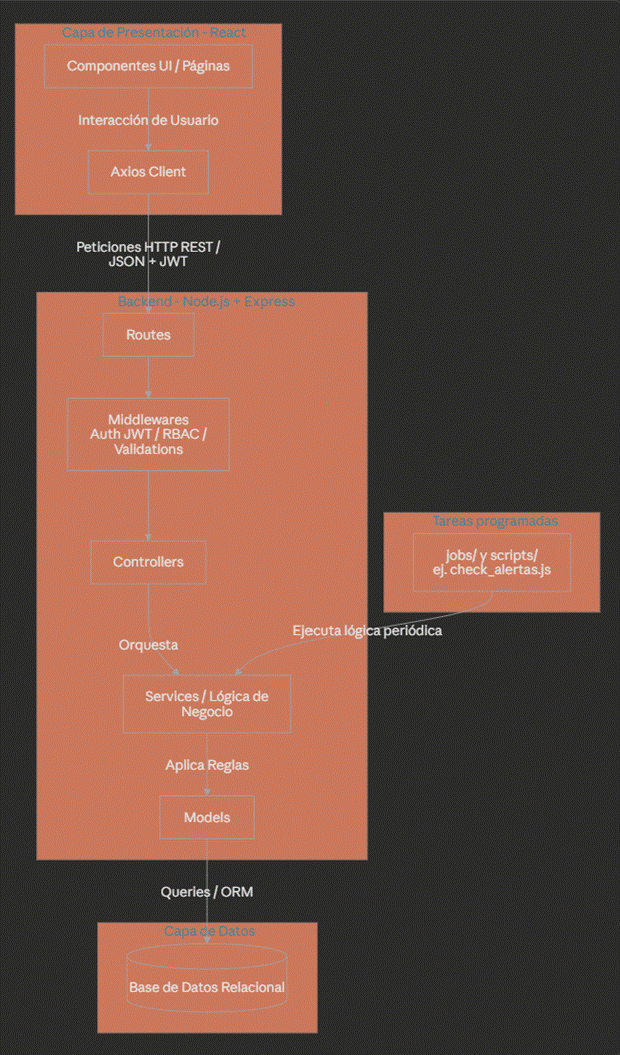 Capa de Presentación - React
Componentes UI / Páginas
Interacción de Usuario
Axios Client
Peticiones HTTP REST /
JSON + JWT
Backend - Node.js + Express
Routes
Middlewares
Auth JWT / RBAC /
Validations
Controllers
Tareas programadas
jobs/ y scripts/
ej. check_alertas.js
Ejecuta lógica periódica
Orquesta
Services / Lógica de
Negocio
Aplica Reglas
Models
Queries / ORM
Capa de Datos
Base de Datos Relacional